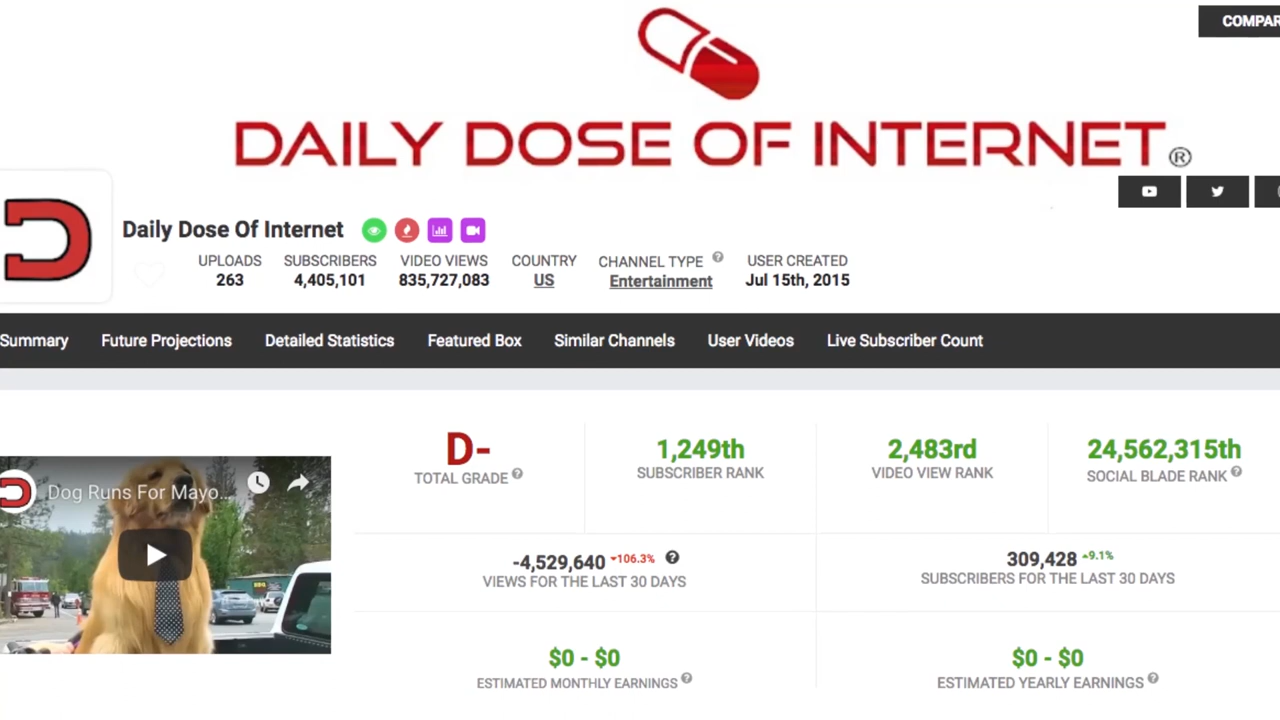 COMPAR
DAILY DOSE OF INTERNET®
Daily Dose Of Internet
UPLOADS SUBSCRIBERS VIDEO VIEWS COUNTRY CHANNEL TYPE ? USER CREATED
263 4,405,101 835,727,083 US Entertainment Jul 15th, 2015
Summary Future Projections Detailed Statistics Featured Box Similar Channels User Videos Live Subscriber Count
D- 1,249th 2,483rd 24,562,315th
TOTAL GRADE ? SUBSCRIBER RANK VIDEO VIEW RANK SOCIAL BLADE RANK ?
Dog Runs For Mayo...
-4,529,640 106.3% ? 309,428 9.1%
VIEWS FOR THE LAST 30 DAYS SUBSCRIBERS FOR THE LAST 30 DAYS
$0 - $0 $0 - $0
ESTIMATED MONTHLY EARNINGS ? ESTIMATED YEARLY EARNINGS ?